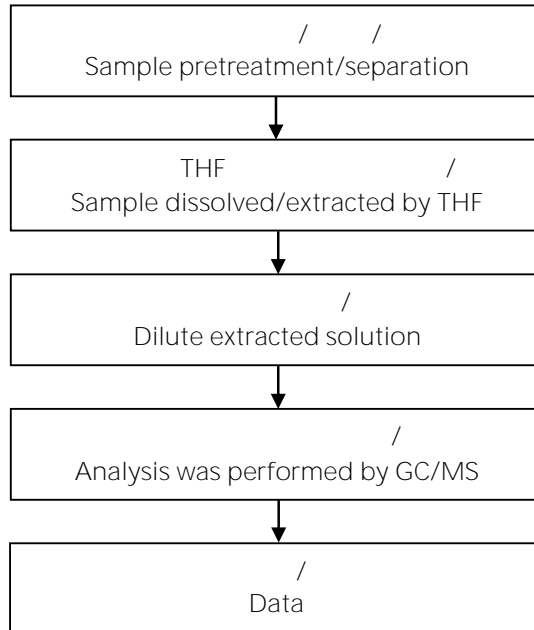 / /
Sample pretreatment/separation
THF /
Sample dissolved/extracted by THF
/
Dilute extracted solution
/
Analysis was performed by GC/MS
/
Data